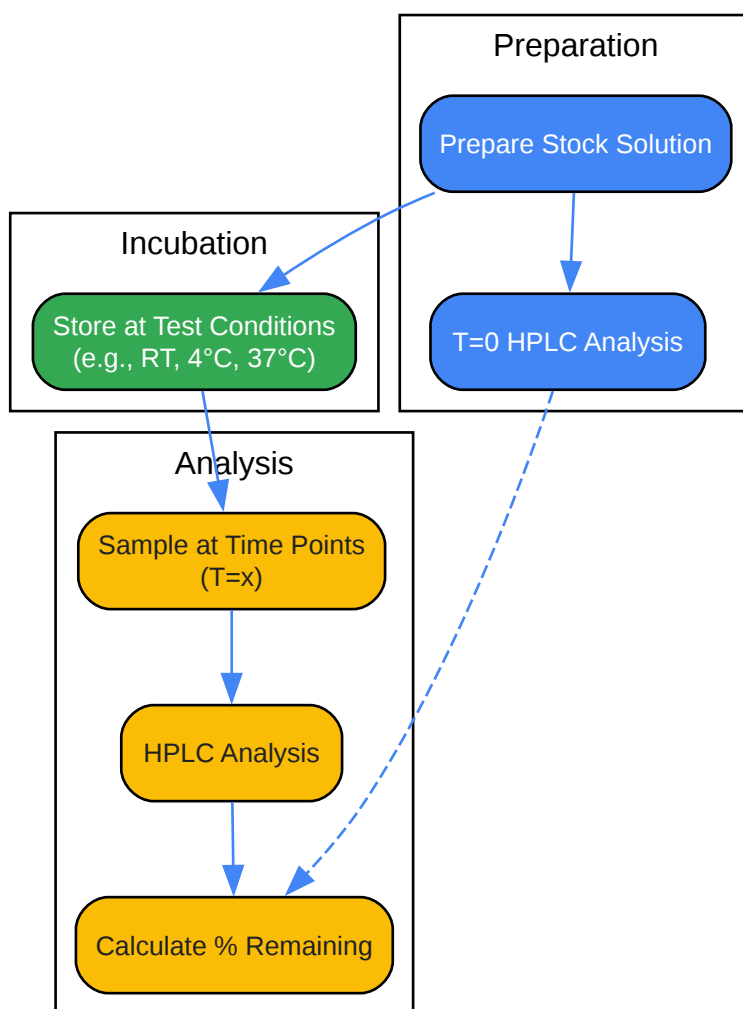 Preparation
Prepare Stock Solution
Incubation
Store at Test Conditions
(e.g., RT, 4°C, 37°C)
T=0 HPLC Analysis
Analysis
Sample at Time Points
(T=x)
HPLC Analysis
Calculate % Remaining